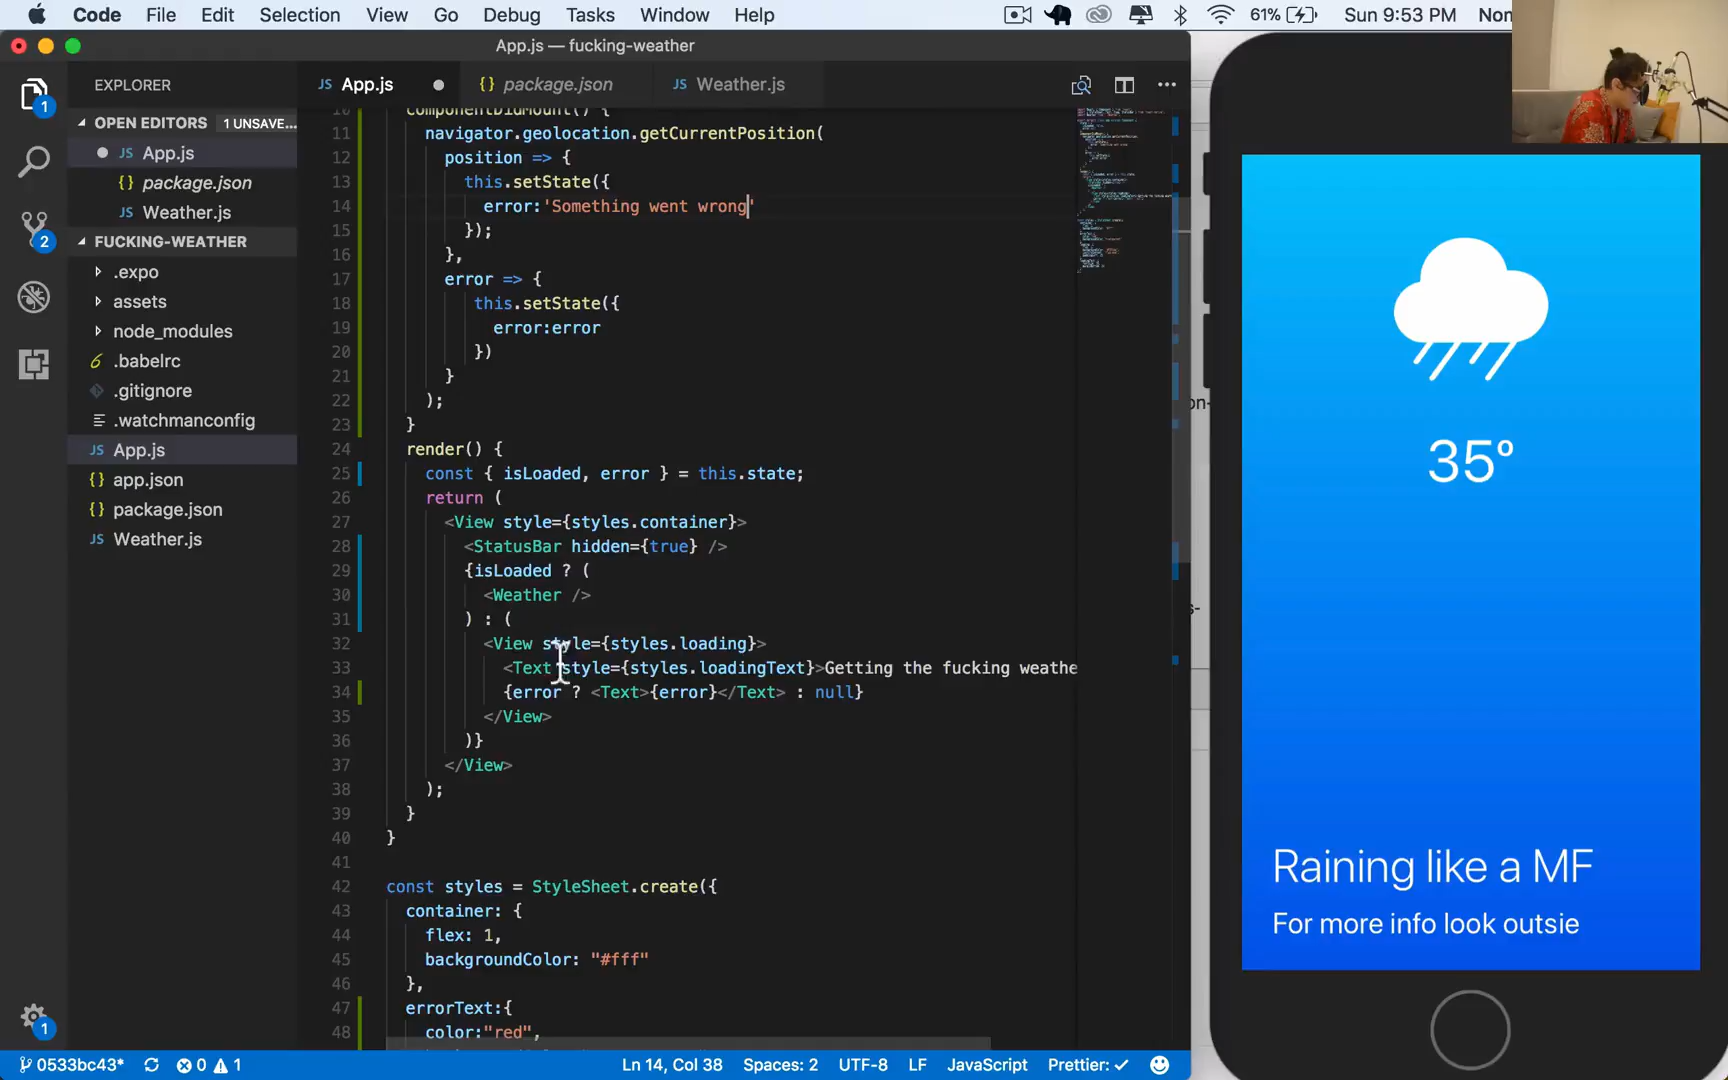 Code File Edit Selection View Go Debug Tasks Window Help 61% Sun 9:53 PM Non
App.js — fucking-weather
EXPLORER
App.js
package.json
Weather.js
OPEN EDITORS 1 UNSAVE...
App.js
package.json
Weather.js
FUCKING-WEATHER
.expo
assets
node_modules
.babelrc
.gitignore
.watchmanconfig
App.js
app.json
package.json
Weather.js
1
2
1
10 componentDidMount() {
11 navigator.geolocation.getCurrentPosition(
12 position => {
13 this.setState({
14 error:'Something went wrong'
15 });
16 },
17 error => {
18 this.setState({
19 error:error
20 })
21 }
22 );
23 }
24 render() {
25 const { isLoaded, error } = this.state;
26 return (
27 <View style={styles.container}>
28 <StatusBar hidden={true} />
29 {isLoaded ? (
30 <Weather />
31 ) : (
32 <View style={styles.loading}>
33 <Text style={styles.loadingText}>Getting the fucking weathe
34 {error ? <Text>{error}</Text> : null}
35 </View>
36 )}
37 </View>
38 );
39 }
40 }
41
42 const styles = StyleSheet.create({
43 container: {
44 flex: 1,
45 backgroundColor: "#fff"
46 },
47 errorText:{
48 color:"red",
0533bc43* 0 1 Ln 14, Col 38 Spaces: 2 UTF-8 LF JavaScript Prettier: ✓
on-
s-
35°
Raining like a MF
For more info look outsie